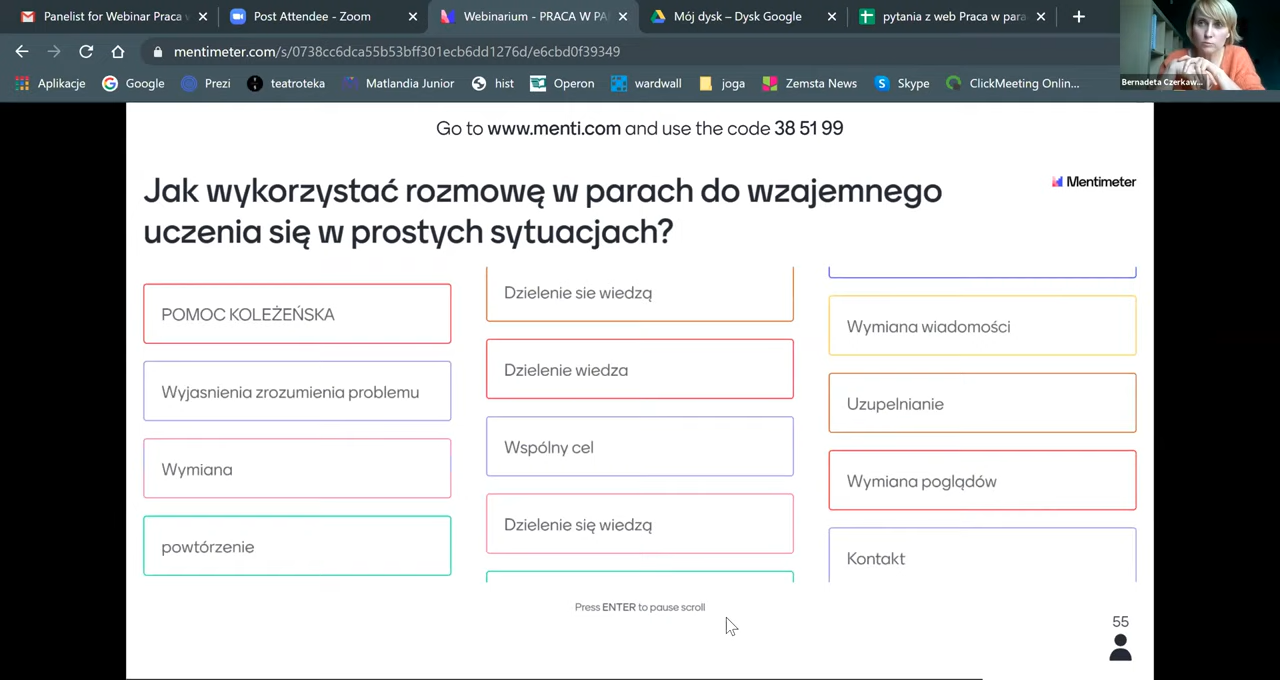 Panelist for Webinar Praca w
Post Attendee - Zoom
Webinarium - PRACA W PA
Mój dysk – Dysk Google
pytania z web Praca w para
mentimeter.com/s/0738cc6dca55b53bff301ecb6dd1276d/e6cbd0f39349
Aplikacje
Google
Prezi
teatroteka
Matlandia Junior
hist
Operon
wardwall
joga
Zemsta News
Skype
ClickMeeting Onlin...
Bernadeta Czerkaw...
Go to www.menti.com and use the code 38 51 99
Jak wykorzystać rozmowę w parach do wzajemnego
uczenia się w prostych sytuacjach?
Mentimeter
POMOC KOLEŻEŃSKA
Wyjasnienia zrozumienia problemu
Wymiana
powtórzenie
Dzielenie sie wiedzą
Dzielenie wiedza
Wspólny cel
Dzielenie się wiedzą
Wymiana wiadomości
Uzupelnianie
Wymiana poglądów
Kontakt
Press ENTER to pause scroll
55